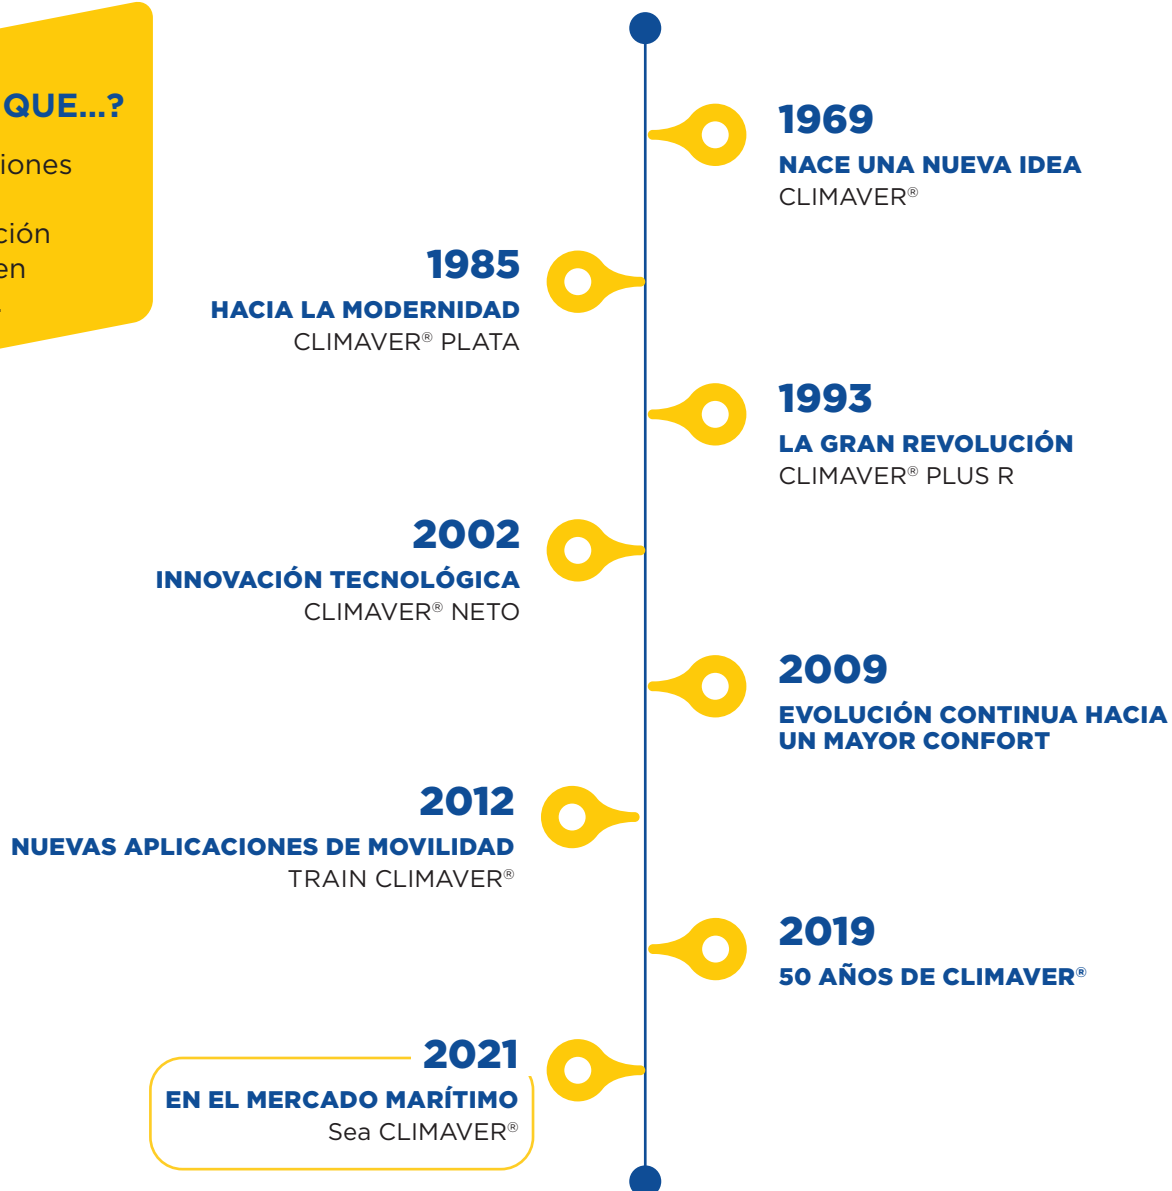 QUE...?
iones
ción
en
1969
NACE UNA NUEVA IDEA
CLIMAVER®
1985
HACIA LA MODERNIDAD
CLIMAVER® PLATA
1993
LA GRAN REVOLUCIÓN
CLIMAVER® PLUS R
2002
INNOVACIÓN TECNOLÓGICA
CLIMAVER® NETO
2009
EVOLUCIÓN CONTINUA HACIA
UN MAYOR CONFORT
2012
NUEVAS APLICACIONES DE MOVILIDAD
TRAIN CLIMAVER®
2019
50 AÑOS DE CLIMAVER®
2021
EN EL MERCADO MARÍTIMO
Sea CLIMAVER®